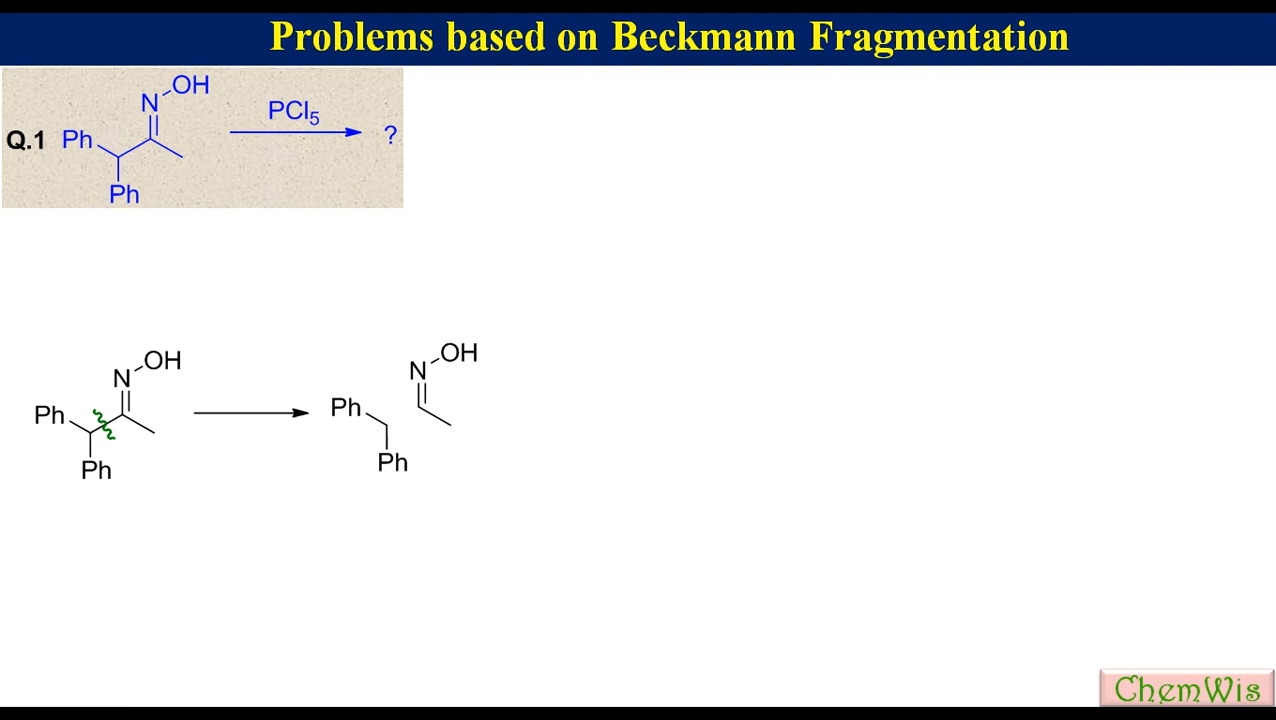 Problems based on Beckmann Fragmentation
N OH
PCl5
Q.1 Ph ?
Ph
N OH
Ph
Ph
N OH
Ph
Ph
ChemWis